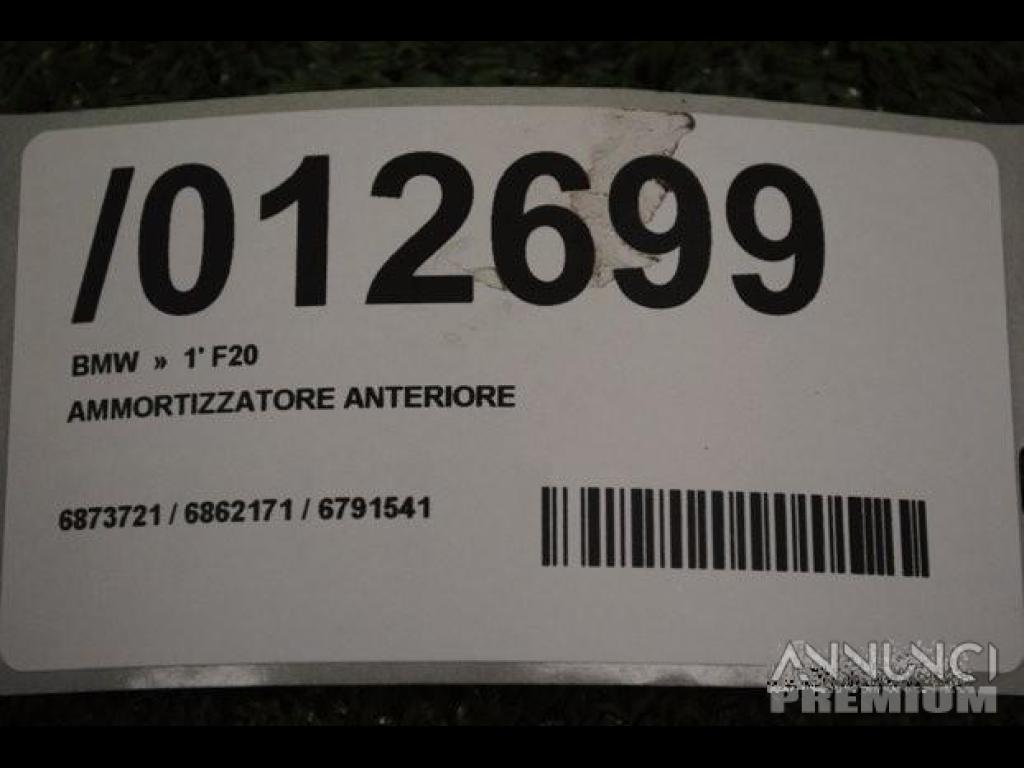 /012699
BMW » 1° F20
AMMORTIZZATORE ANTERIORE
6873721 / 6862171 / 6791541
ANNUNCI
PREMIUM